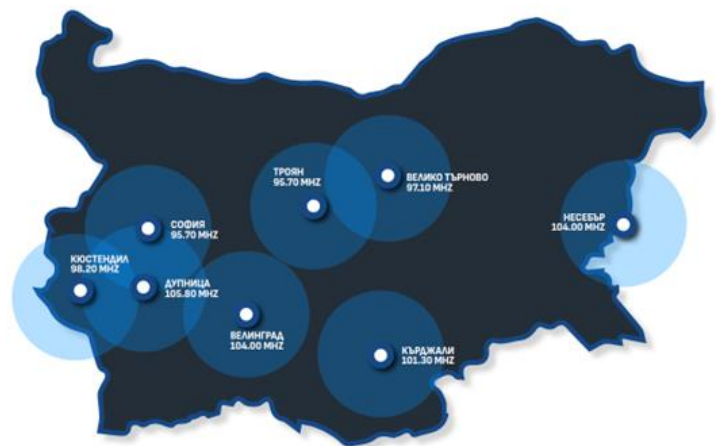 ТРОЯН
95.70 MHZ
ВЕЛИКО ТЪРНОВО
97.10 MHZ
НЕСЕБЪР
104.00 MHZ
СОФИЯ
95.70 MHZ
КЮСТЕНДИЛ
98.20 MHZ
ДУПНИЦА
105.80 MHZ
ВЕЛИНГРАД
104.00 MHZ
КЪРДЖАЛИ
101.30 MHZ